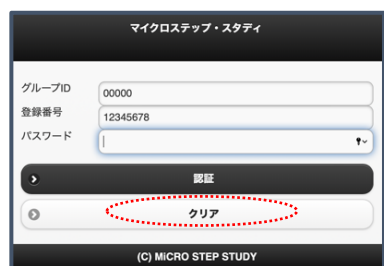 マイクロステップ・スタディ
グループID
00000
登録番号
12345678
パスワード
認証
クリア
(C) MiCRO STEP STUDY